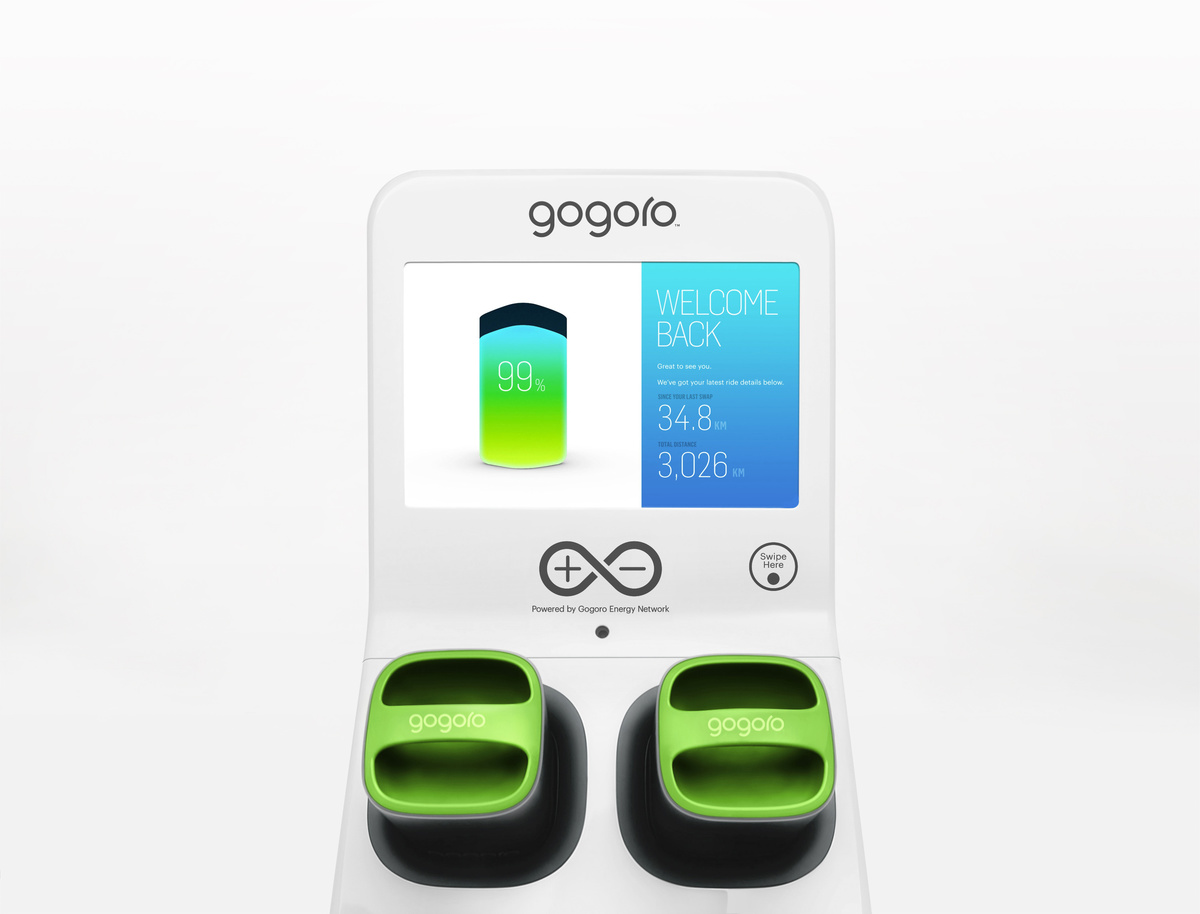 gogoro™
WELCOME
BACK
99%
Great to see you.
We've got your latest ride details below.
SINCE YOUR LAST SWAP
34.8 KM
TOTAL DISTANCE
3,026 KM
Swipe
Here
Powered by Gogoro Energy Network
gogoro
gogoro